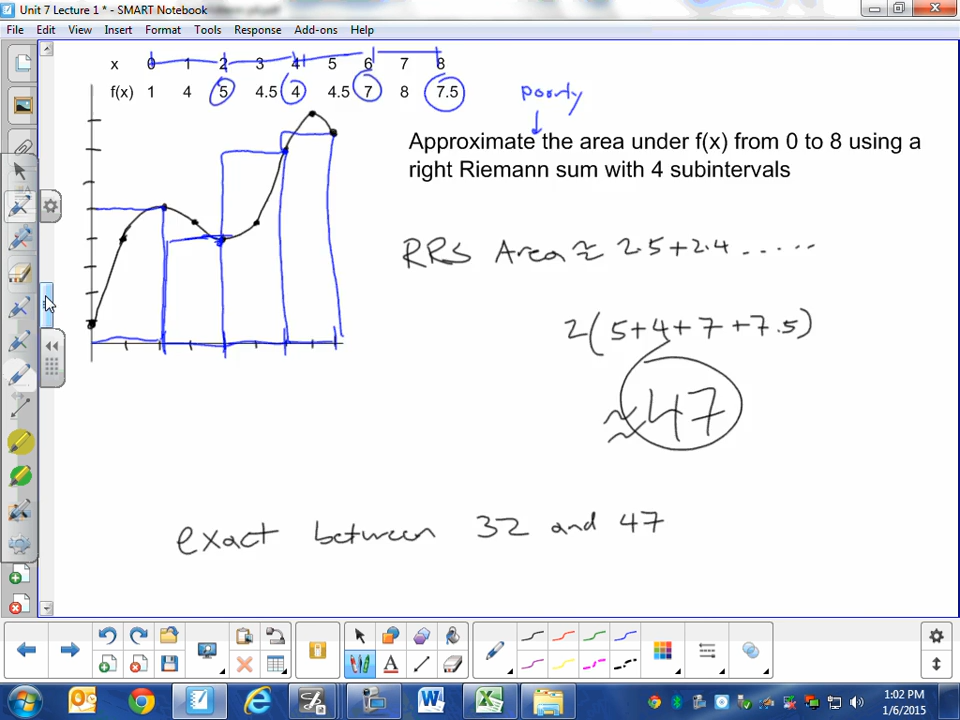 Unit 7 Lecture 1 * - SMART Notebook
File Edit View Insert Format Tools Response Add-ons Help
x 0 1 2 3 4 5 6 7 8
f(x) 1 4 5 4.5 4 4.5 7 8 7.5
poorly
Approximate the area under f(x) from 0 to 8 using a
right Riemann sum with 4 subintervals
RRS Area ≈ 2·5+2·4 ......
2(5+4+7+7.5)
≈47
exact between 32 and 47
A
1:02 PM
1/6/2015